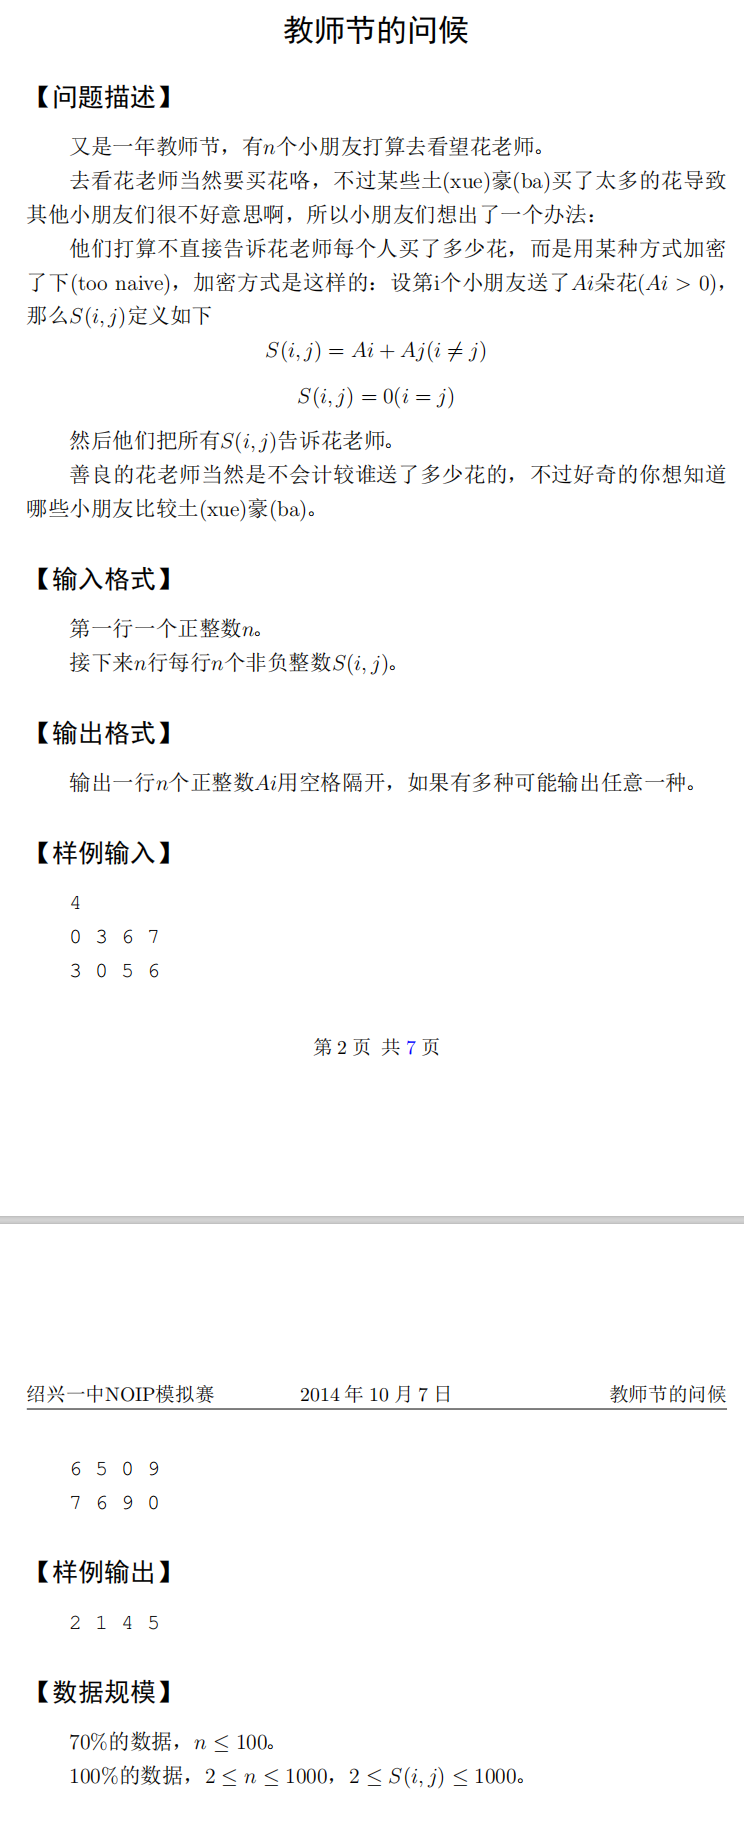 教师节的问候
【问题描述】
又是一年教师节，有n个小朋友打算去看望花老师。
去看花老师当然要买花咯，不过某些土(xue)豪(ba)买了太多的花导致
其他小朋友们很不好意思啊，所以小朋友们想出了一个办法：
他们打算不直接告诉花老师每个人买了多少花，而是用某种方式加密
了下(too naive)，加密方式是这样的：设第i个小朋友送了Ai朵花(Ai > 0)，
那么S(i, j)定义如下
S(i, j) = Ai + Aj(i ≠ j)
S(i, j) = 0(i = j)
然后他们把所有S(i, j)告诉花老师。
善良的花老师当然是不会计较谁送了多少花的，不过好奇的你想知道
哪些小朋友比较土(xue)豪(ba)。
【输入格式】
第一行一个正整数n。
接下来n行每行n个非负整数S(i, j)。
【输出格式】
输出一行n个正整数Ai用空格隔开，如果有多种可能输出任意一种。
【样例输入】
4
0 3 6 7
3 0 5 6
第 2 页 共 7 页
绍兴一中NOIP模拟赛 2014 年 10 月 7 日 教师节的问候
6 5 0 9
7 6 9 0
【样例输出】
2 1 4 5
【数据规模】
70%的数据，n ≤ 100。
100%的数据，2 ≤ n ≤ 1000，2 ≤ S(i, j) ≤ 1000。